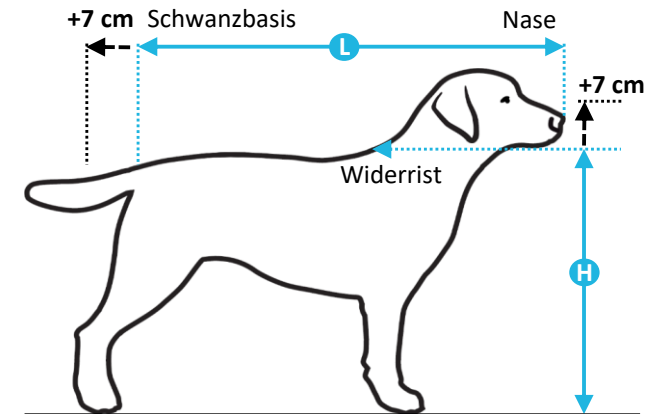 +7 cm Schwanzbasis Nase
L
+7 cm
Widerrist
H